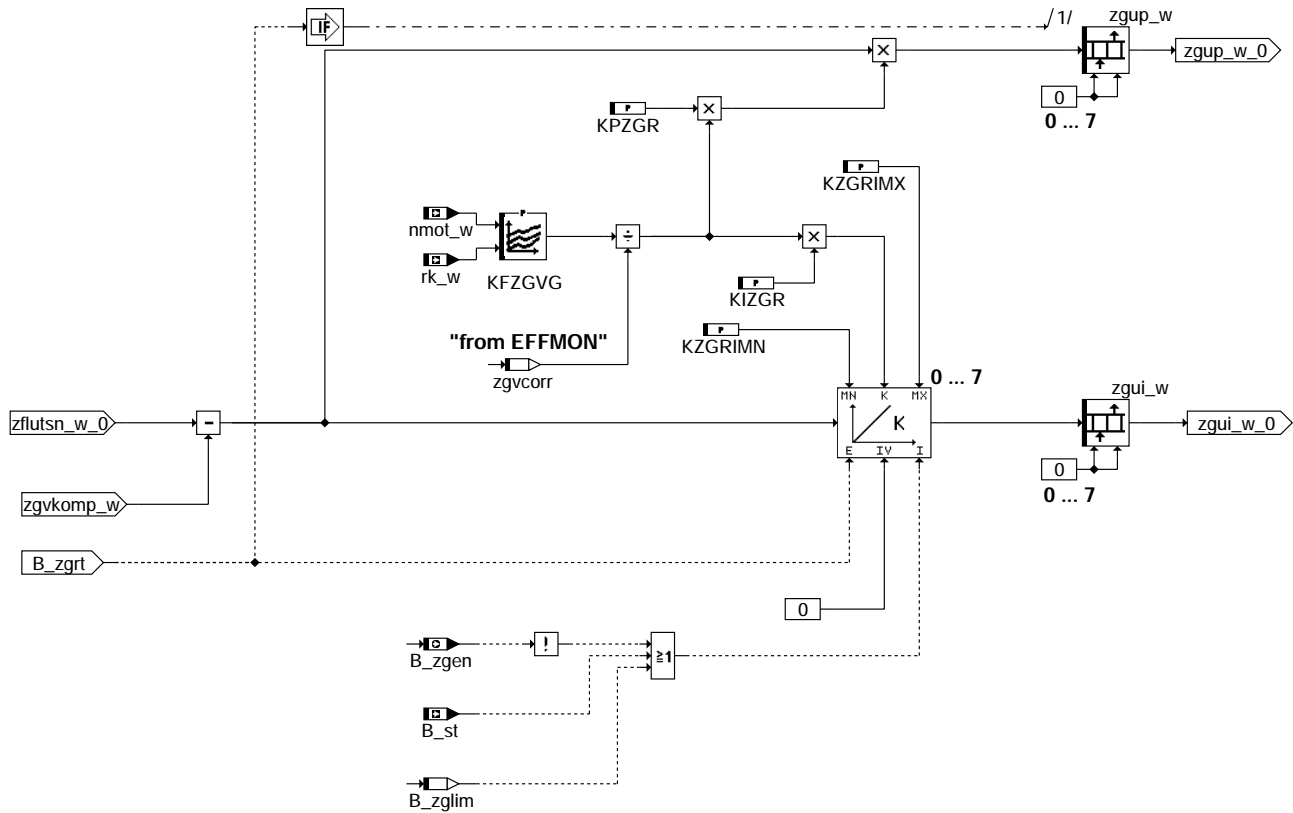 IF
/1/
zgup_w
zgup_w_0
×
0
0 ... 7
P
KPZGR
×
P
KZGRIMX
nmot_w
P
rk_w
KFZGVG
÷
×
P
KIZGR
"from EFFMON"
zgvcorr
P
KZGRIMN
0 ... 7
MN K MX
K
E IV I
zgui_w
zgui_w_0
0
0 ... 7
zflutsn_w_0
-
zgvkomp_w
B_zgrt
0
B_zgen
!
≥1
B_st
B_zglim